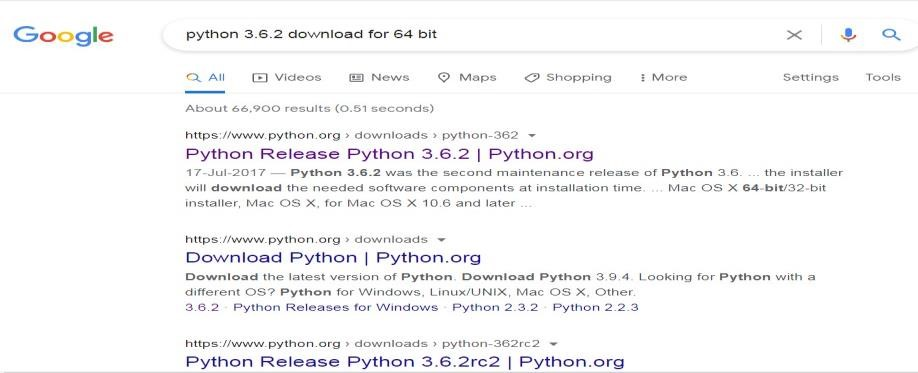 Google
python 3.6.2 download for 64 bit
All Videos News Maps Shopping More Settings Tools
About 66,900 results (0.51 seconds)
https://www.python.org › downloads › python-362
Python Release Python 3.6.2 | Python.org
17-Jul-2017 — Python 3.6.2 was the second maintenance release of Python 3.6. ... the installer
will download the needed software components at installation time. ... Mac OS X 64-bit/32-bit
installer, Mac OS X, for Mac OS X 10.6 and later ...
https://www.python.org › downloads
Download Python | Python.org
Download the latest version of Python. Download Python 3.9.4. Looking for Python with a
different OS? Python for Windows, Linux/UNIX, Mac OS X, Other.
3.6.2 · Python Releases for Windows · Python 2.3.2 · Python 2.2.3
https://www.python.org › downloads › python-362rc2
Python Release Python 3.6.2rc2 | Python.org